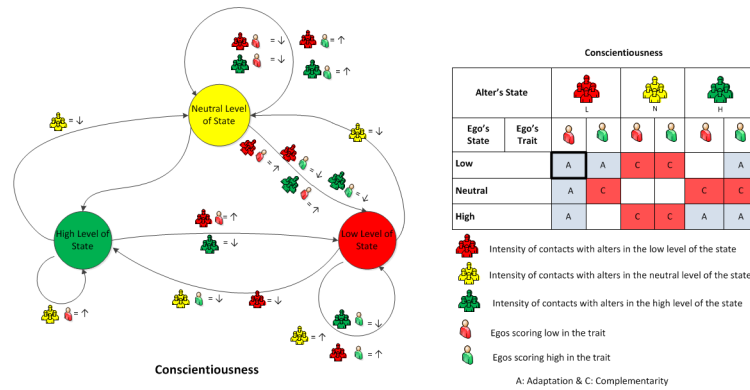 = ↓
= ↑
= ↓
= ↑
= ↓
Neutral Level
of State
= ↓
= ↗
= ↓
= ↗
= ↓
High Level of
State
= ↑
= ↓
Low Level of
State
= ↑
= ↓
= ↓
= ↓
= ↑
= ↑
Conscientiousness
Conscientiousness
Alter's State
L
N
H
Ego's State
Ego's Trait
Low A A C C A
Neutral A C C C
High A C C A A
Intensity of contacts with alters in the low level of the state
Intensity of contacts with alters in the neutral level of the state
Intensity of contacts with alters in the high level of the state
Egos scoring low in the trait
Egos scoring high in the trait
A: Adaptation & C: Complementarity